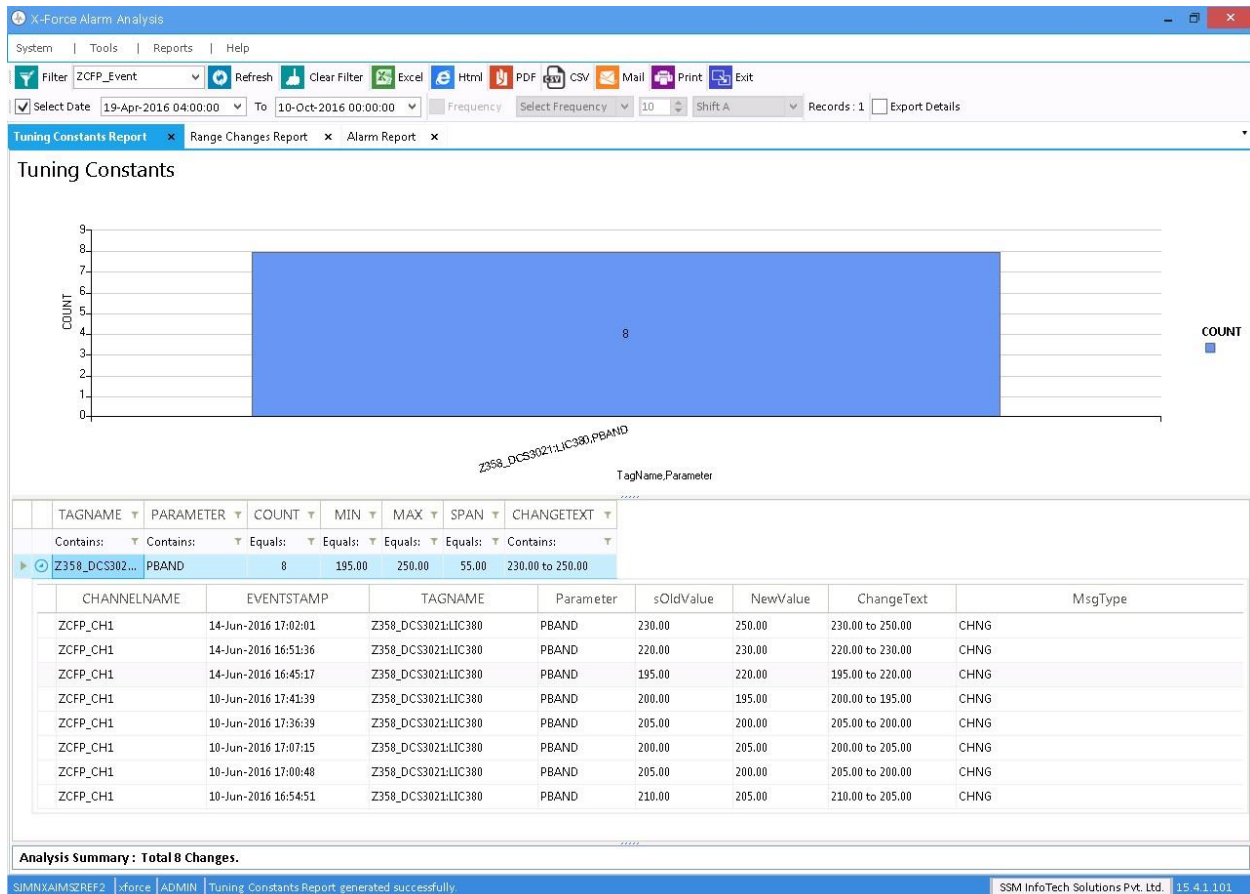 X-Force Alarm Analysis
System | Tools | Reports | Help
Filter ZCFP_Event Refresh Clear Filter Excel Html PDF CSV Mail Print Exit
Select Date 19-Apr-2016 04:00:00 To 10-Oct-2016 00:00:00 Frequency Select Frequency 10 Shift A Records : 1 Export Details
Tuning Constants Report x Range Changes Report x Alarm Report x
Tuning Constants
9
8
7
6
5
4
3
2
1
0
COUNT
8
COUNT
Z358_DCS3021:LIC380,PBAND
TagName,Parameter
TAGNAME PARAMETER COUNT MIN MAX SPAN CHANGETEXT
Contains: Contains: Equals: Equals: Equals: Equals: Contains:
Z358_DCS302... PBAND 8 195.00 250.00 55.00 230.00 to 250.00
CHANNELNAME EVENTSTAMP TAGNAME Parameter sOldValue NewValue ChangeText MsgType
ZCFP_CH1 14-Jun-2016 17:02:01 Z358_DCS3021:LIC380 PBAND 230.00 250.00 230.00 to 250.00 CHNG
ZCFP_CH1 14-Jun-2016 16:51:36 Z358_DCS3021:LIC380 PBAND 220.00 230.00 220.00 to 230.00 CHNG
ZCFP_CH1 14-Jun-2016 16:45:17 Z358_DCS3021:LIC380 PBAND 195.00 220.00 195.00 to 220.00 CHNG
ZCFP_CH1 10-Jun-2016 17:41:39 Z358_DCS3021:LIC380 PBAND 200.00 195.00 200.00 to 195.00 CHNG
ZCFP_CH1 10-Jun-2016 17:36:39 Z358_DCS3021:LIC380 PBAND 205.00 200.00 205.00 to 200.00 CHNG
ZCFP_CH1 10-Jun-2016 17:07:15 Z358_DCS3021:LIC380 PBAND 200.00 205.00 200.00 to 205.00 CHNG
ZCFP_CH1 10-Jun-2016 17:00:48 Z358_DCS3021:LIC380 PBAND 205.00 200.00 205.00 to 200.00 CHNG
ZCFP_CH1 10-Jun-2016 16:54:51 Z358_DCS3021:LIC380 PBAND 210.00 205.00 210.00 to 205.00 CHNG
Analysis Summary : Total 8 Changes.
SJMNXAIMSZREF2 xforce ADMIN Tuning Constants Report generated successfully. SSM InfoTech Solutions Pvt. Ltd. 15.4.1.101